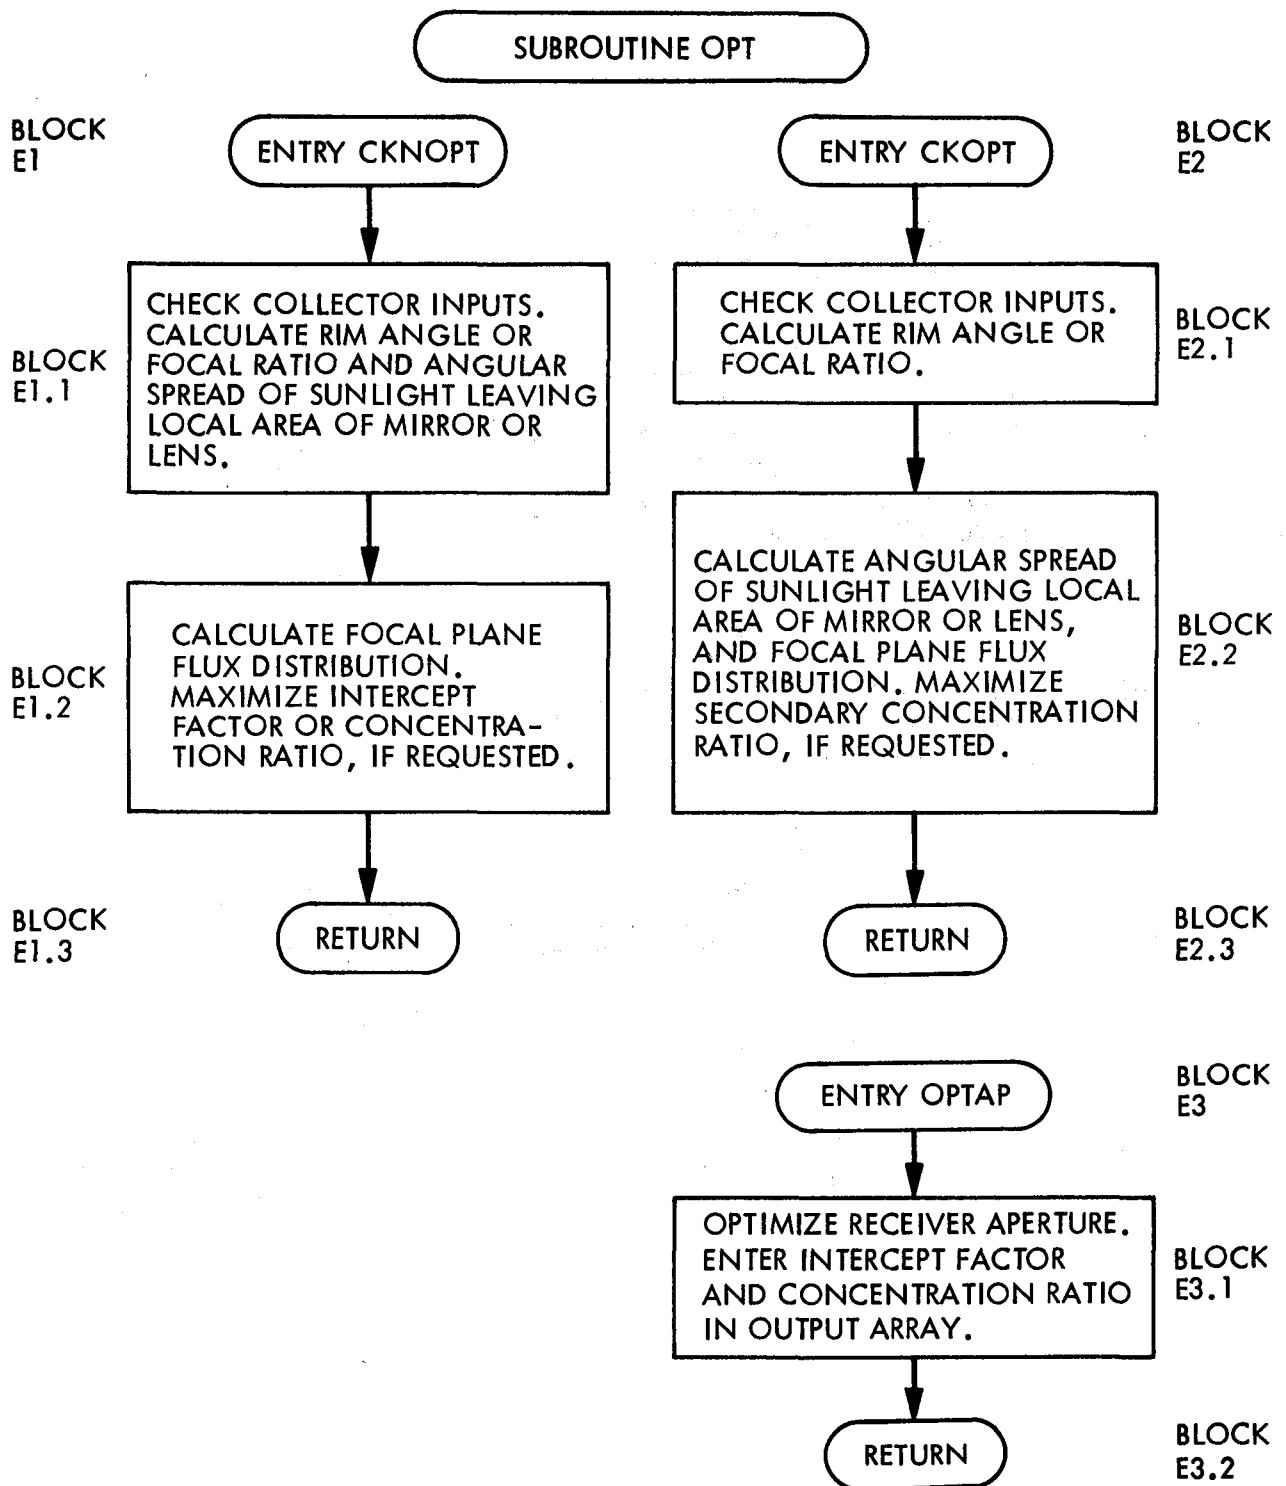 SUBROUTINE OPT
BLOCK
E1
ENTRY CKNOPT
BLOCK
E1.1
CHECK COLLECTOR INPUTS.
CALCULATE RIM ANGLE OR
FOCAL RATIO AND ANGULAR
SPREAD OF SUNLIGHT LEAVING
LOCAL AREA OF MIRROR OR
LENS.
BLOCK
E1.2
CALCULATE FOCAL PLANE
FLUX DISTRIBUTION.
MAXIMIZE INTERCEPT
FACTOR OR CONCENTRA-
TION RATIO, IF REQUESTED.
BLOCK
E1.3
RETURN
ENTRY CKOPT
BLOCK
E2
CHECK COLLECTOR INPUTS.
CALCULATE RIM ANGLE OR
FOCAL RATIO.
BLOCK
E2.1
CALCULATE ANGULAR SPREAD
OF SUNLIGHT LEAVING LOCAL
AREA OF MIRROR OR LENS,
AND FOCAL PLANE FLUX
DISTRIBUTION. MAXIMIZE
SECONDARY CONCENTRATION
RATIO, IF REQUESTED.
BLOCK
E2.2
RETURN
BLOCK
E2.3
ENTRY OPTAP
BLOCK
E3
OPTIMIZE RECEIVER APERTURE.
ENTER INTERCEPT FACTOR
AND CONCENTRATION RATIO
IN OUTPUT ARRAY.
BLOCK
E3.1
RETURN
BLOCK
E3.2